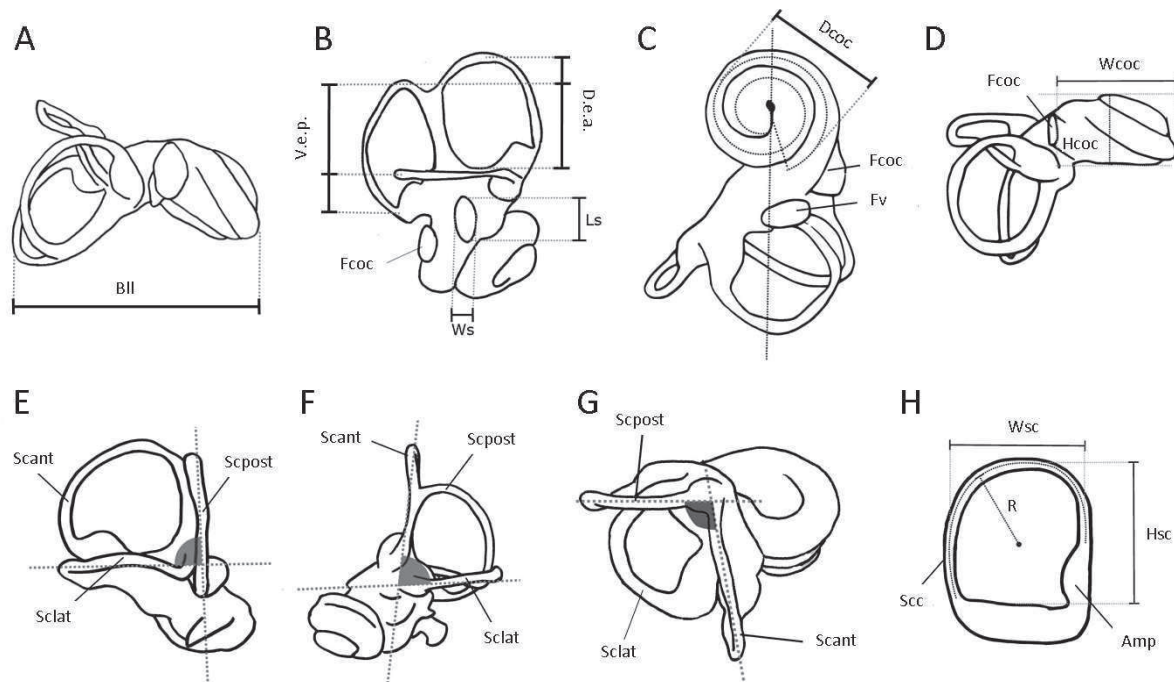 A
B
C
D
Dcoc
Wcoc
Fcoc
Hcoc
V.e.p.
D.e.a.
Ls
Fcoc
Fcoc
Fv
Bll
Ws
E
F
G
H
Scant
Scpost
Sclat
Scant
Scpost
Sclat
Scpost
Sclat
Scant
Wsc
R
Hsc
Scc
Amp